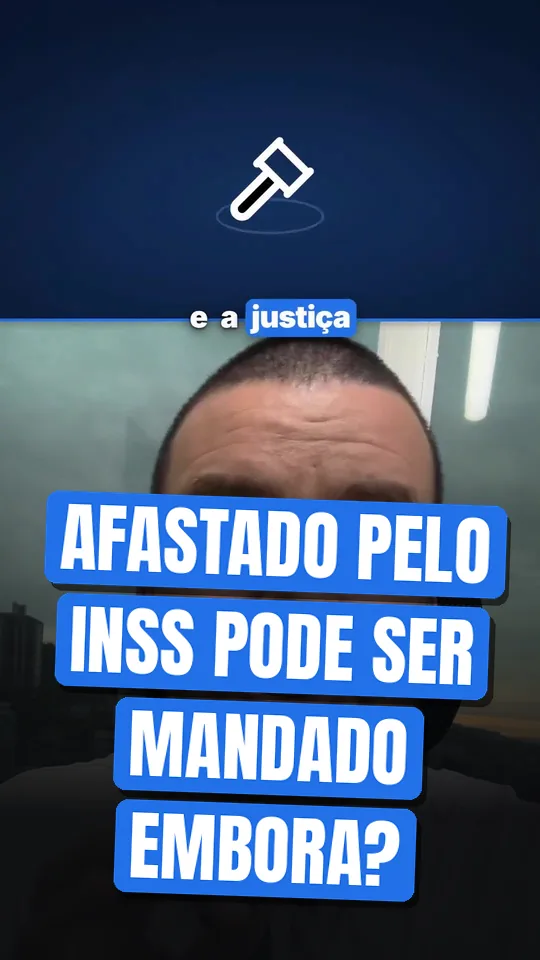 e a justiça
AFASTADO PELO
INSS PODE SER
MANDADO
EMBORA?